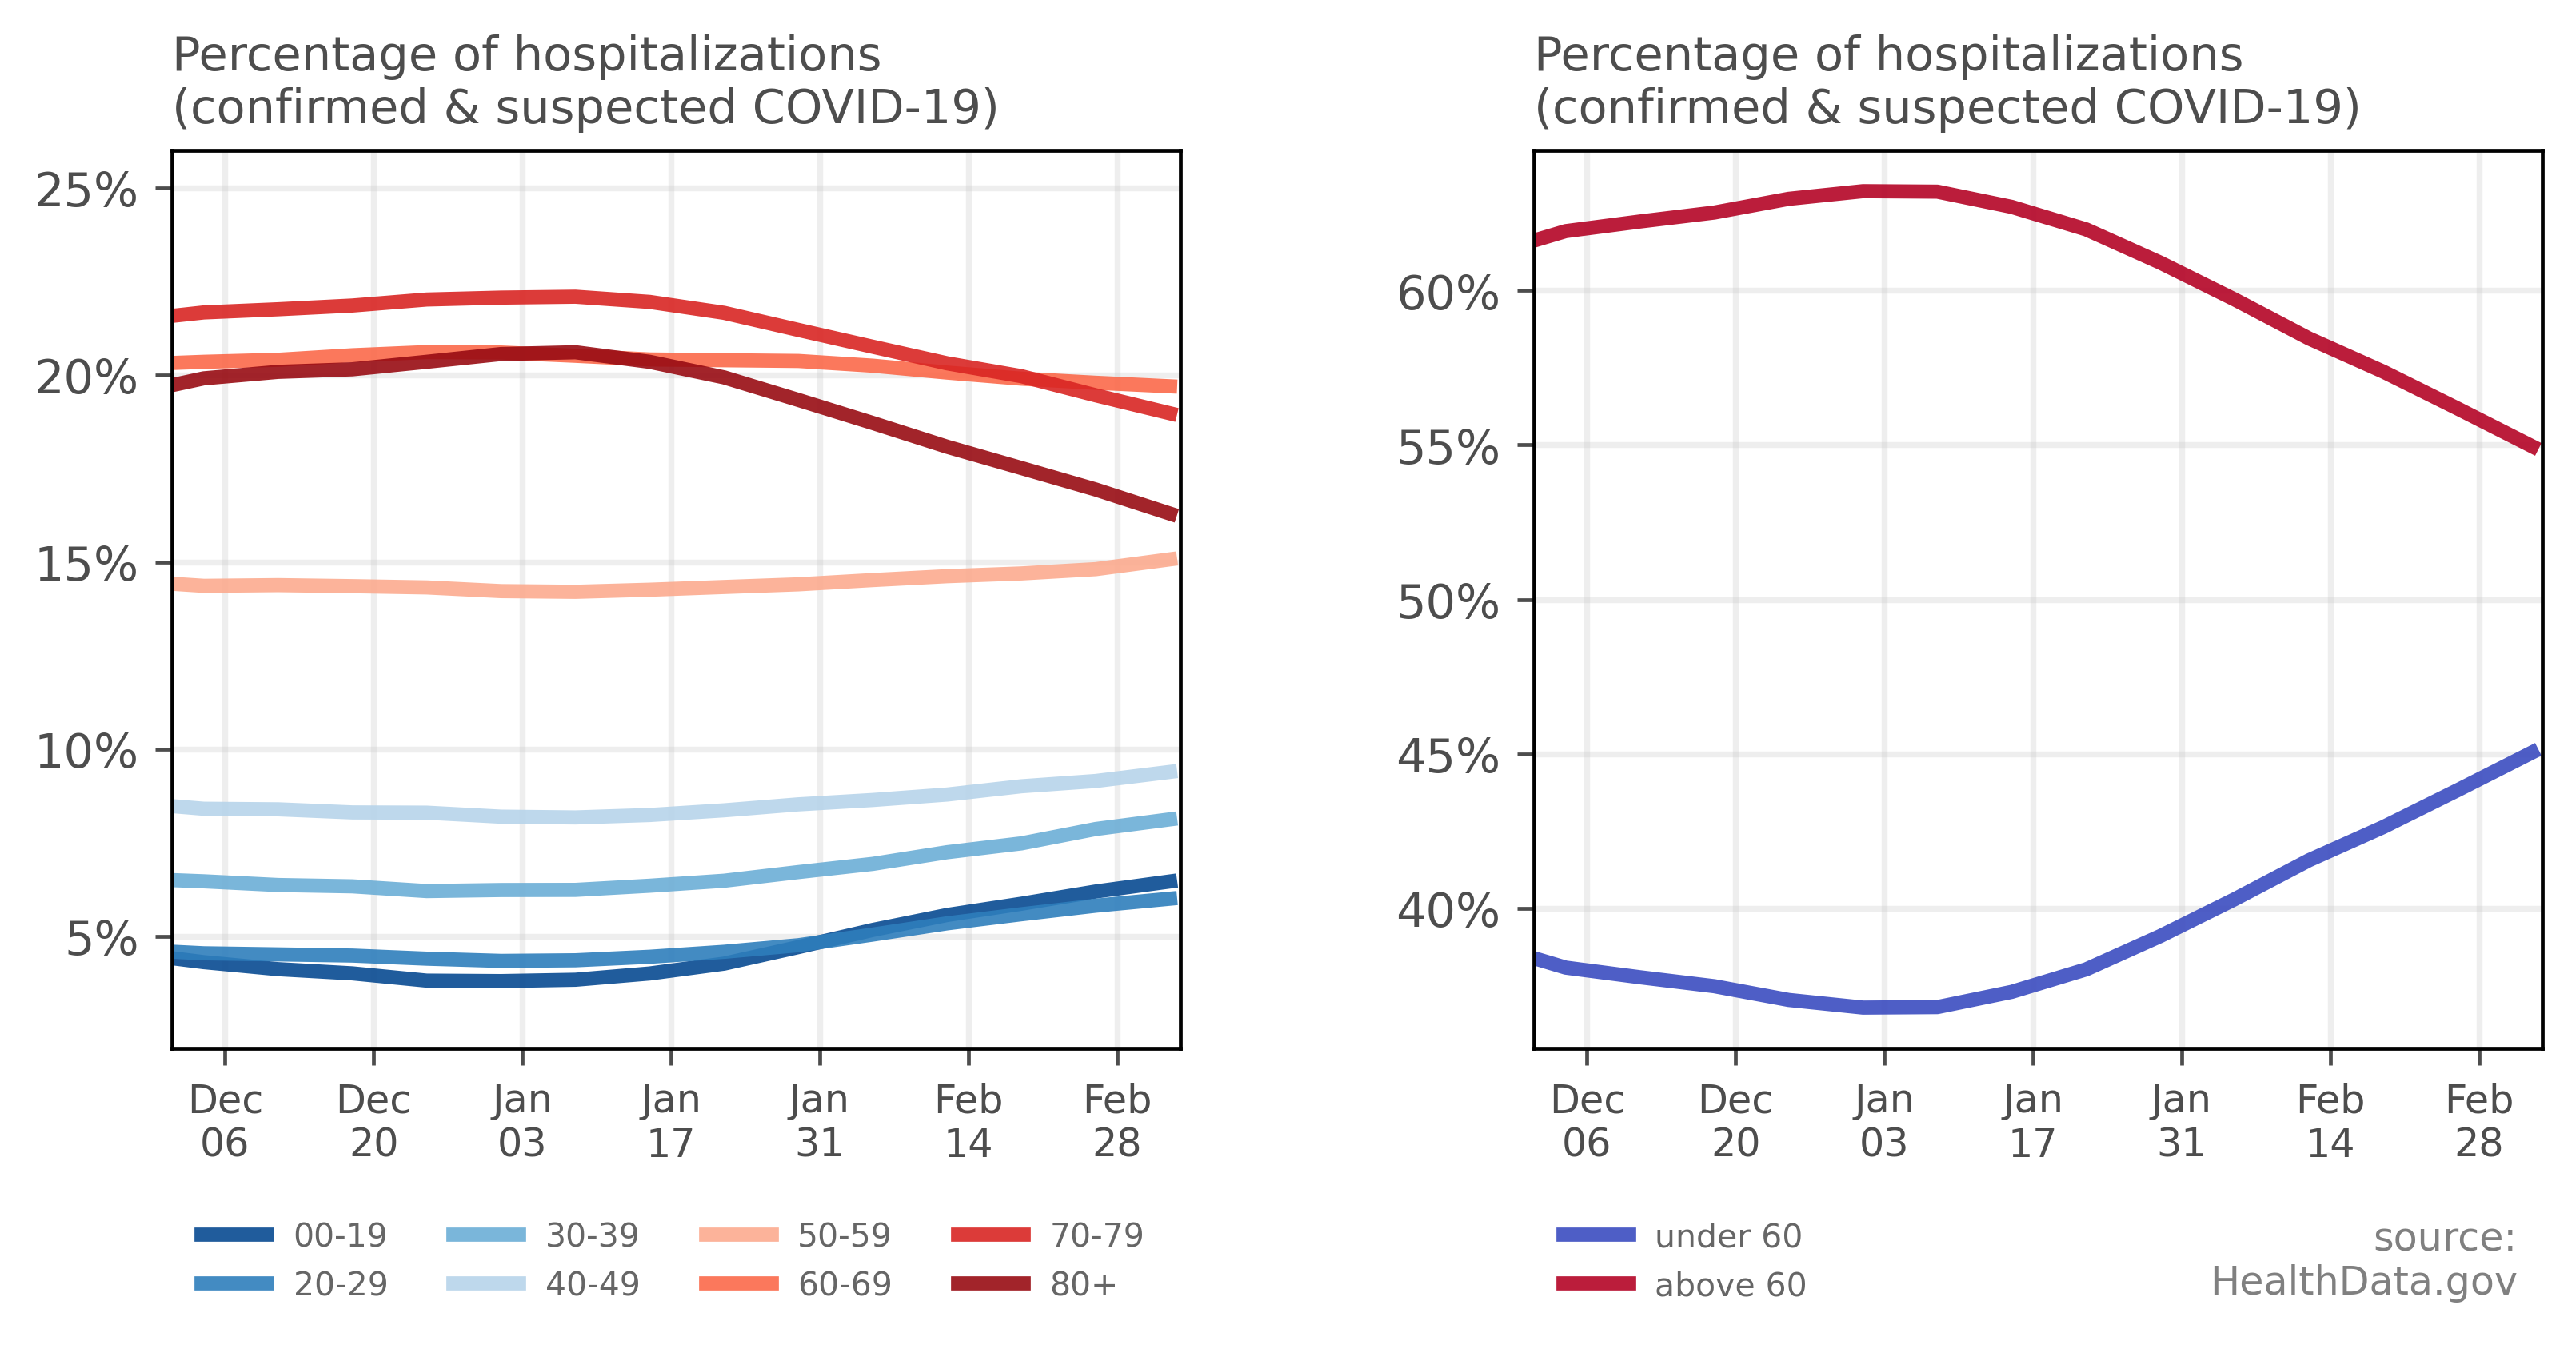 Percentage of hospitalizations
(confirmed & suspected COVID-19)
25%
20%
15%
10%
5%
Dec
06
Dec
20
Jan
03
Jan
17
Jan
31
Feb
14
Feb
28
00-19
20-29
30-39
40-49
50-59
60-69
70-79
80+
Percentage of hospitalizations
(confirmed & suspected COVID-19)
60%
55%
50%
45%
40%
Dec
06
Dec
20
Jan
03
Jan
17
Jan
31
Feb
14
Feb
28
under 60
above 60
source:
HealthData.gov